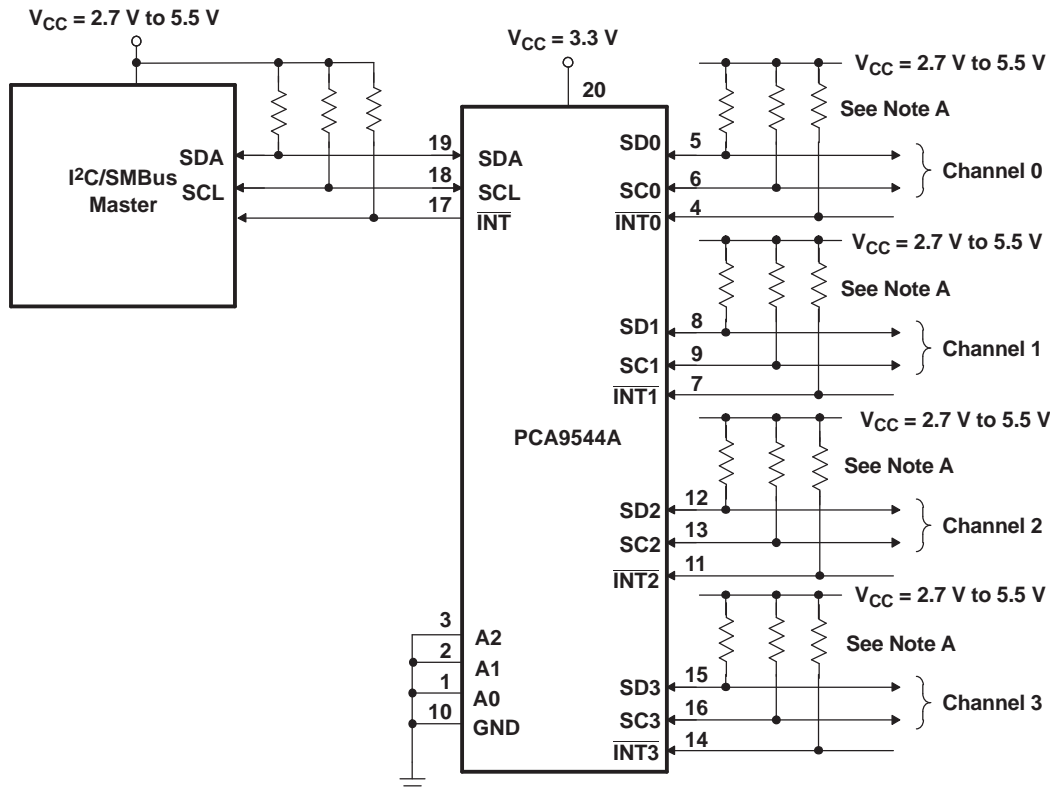 VCC = 2.7 V to 5.5 V
VCC = 3.3 V
20
I2C/SMBus
Master
SDA
SCL
19
18
17
SDA
SCL
INT
PCA9544A
3
2
1
10
A2
A1
A0
GND
VCC = 2.7 V to 5.5 V
See Note A
SD0
5
SC0
6
INT0
4
Channel 0
VCC = 2.7 V to 5.5 V
See Note A
SD1
8
SC1
9
INT1
7
Channel 1
VCC = 2.7 V to 5.5 V
See Note A
SD2
12
SC2
13
INT2
11
Channel 2
VCC = 2.7 V to 5.5 V
See Note A
SD3
15
SC3
16
INT3
14
Channel 3